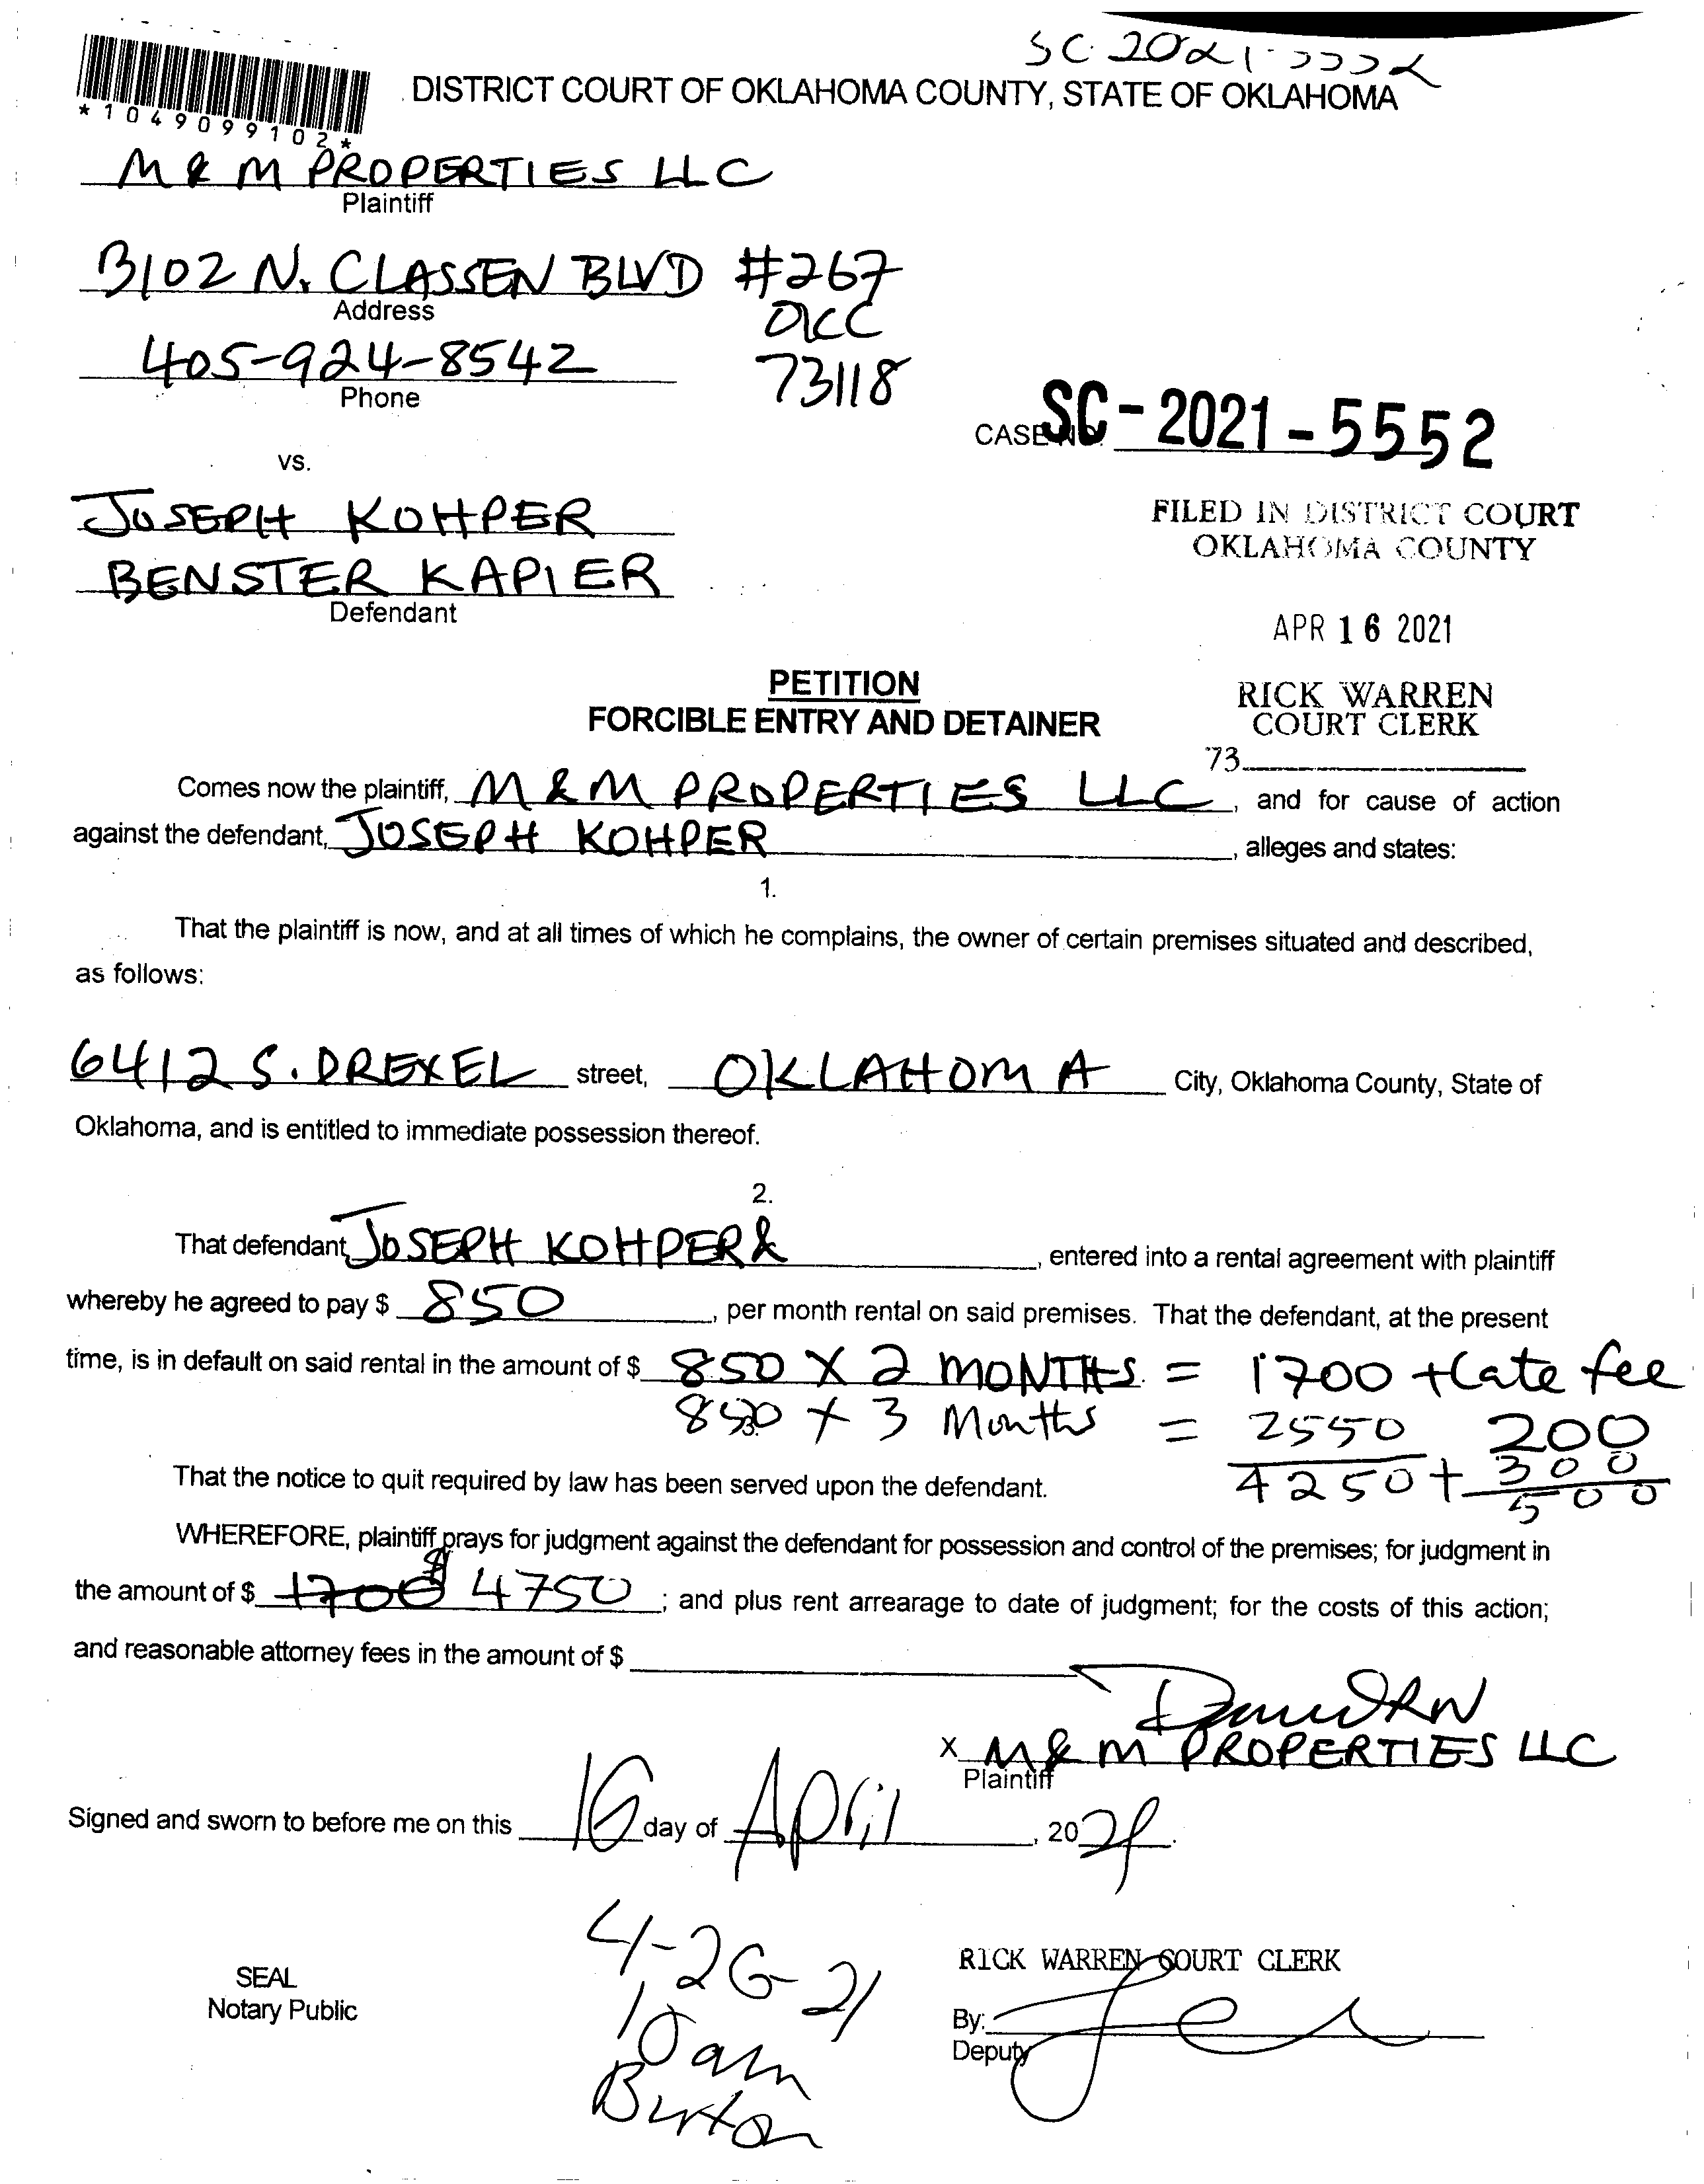 SC 2021-5552
DISTRICT COURT OF OKLAHOMA COUNTY, STATE OF OKLAHOMA
*1049099102*
M & M PROPERTIES LLC
Plaintiff
3102 N. CLASSEN BLVD #267
Address
OKC
405-924-8542
73118
Phone
CASE NO. SC-2021-5552
vs.
JOSEPH KOHPER
FILED IN DISTRICT COURT
OKLAHOMA COUNTY
BENSTER KAPIER
Defendant
APR 16 2021
PETITION
FORCIBLE ENTRY AND DETAINER
RICK WARREN
COURT CLERK
73
Comes now the plaintiff, M & M PROPERTIES LLC, and for cause of action
against the defendant, JOSEPH KOHPER, alleges and states:
1.
That the plaintiff is now, and at all times of which he complains, the owner of certain premises situated and described,
as follows:
6412 S. DREXEL street, OKLAHOMA City, Oklahoma County, State of
Oklahoma, and is entitled to immediate possession thereof.
2.
That defendant, JOSEPH KOHPER &, entered into a rental agreement with plaintiff
whereby he agreed to pay $ 850, per month rental on said premises. That the defendant, at the present
time, is in default on said rental in the amount of $ 850 X 2 MONTHS. = 1700 + late fee
850 X 3 Months = 2550 200
4250 + 300
500
That the notice to quit required by law has been served upon the defendant.
WHEREFORE, plaintiff prays for judgment against the defendant for possession and control of the premises; for judgment in
the amount of $ 1700 $ 4750; and plus rent arrearage to date of judgment; for the costs of this action;
and reasonable attorney fees in the amount of $
X M & M PROPERTIES LLC
Plaintiff
Signed and sworn to before me on this 16 day of April, 2021.
4-26-21
10 am
Burton
SEAL
Notary Public
RICK WARREN COURT CLERK
By:
Deputy